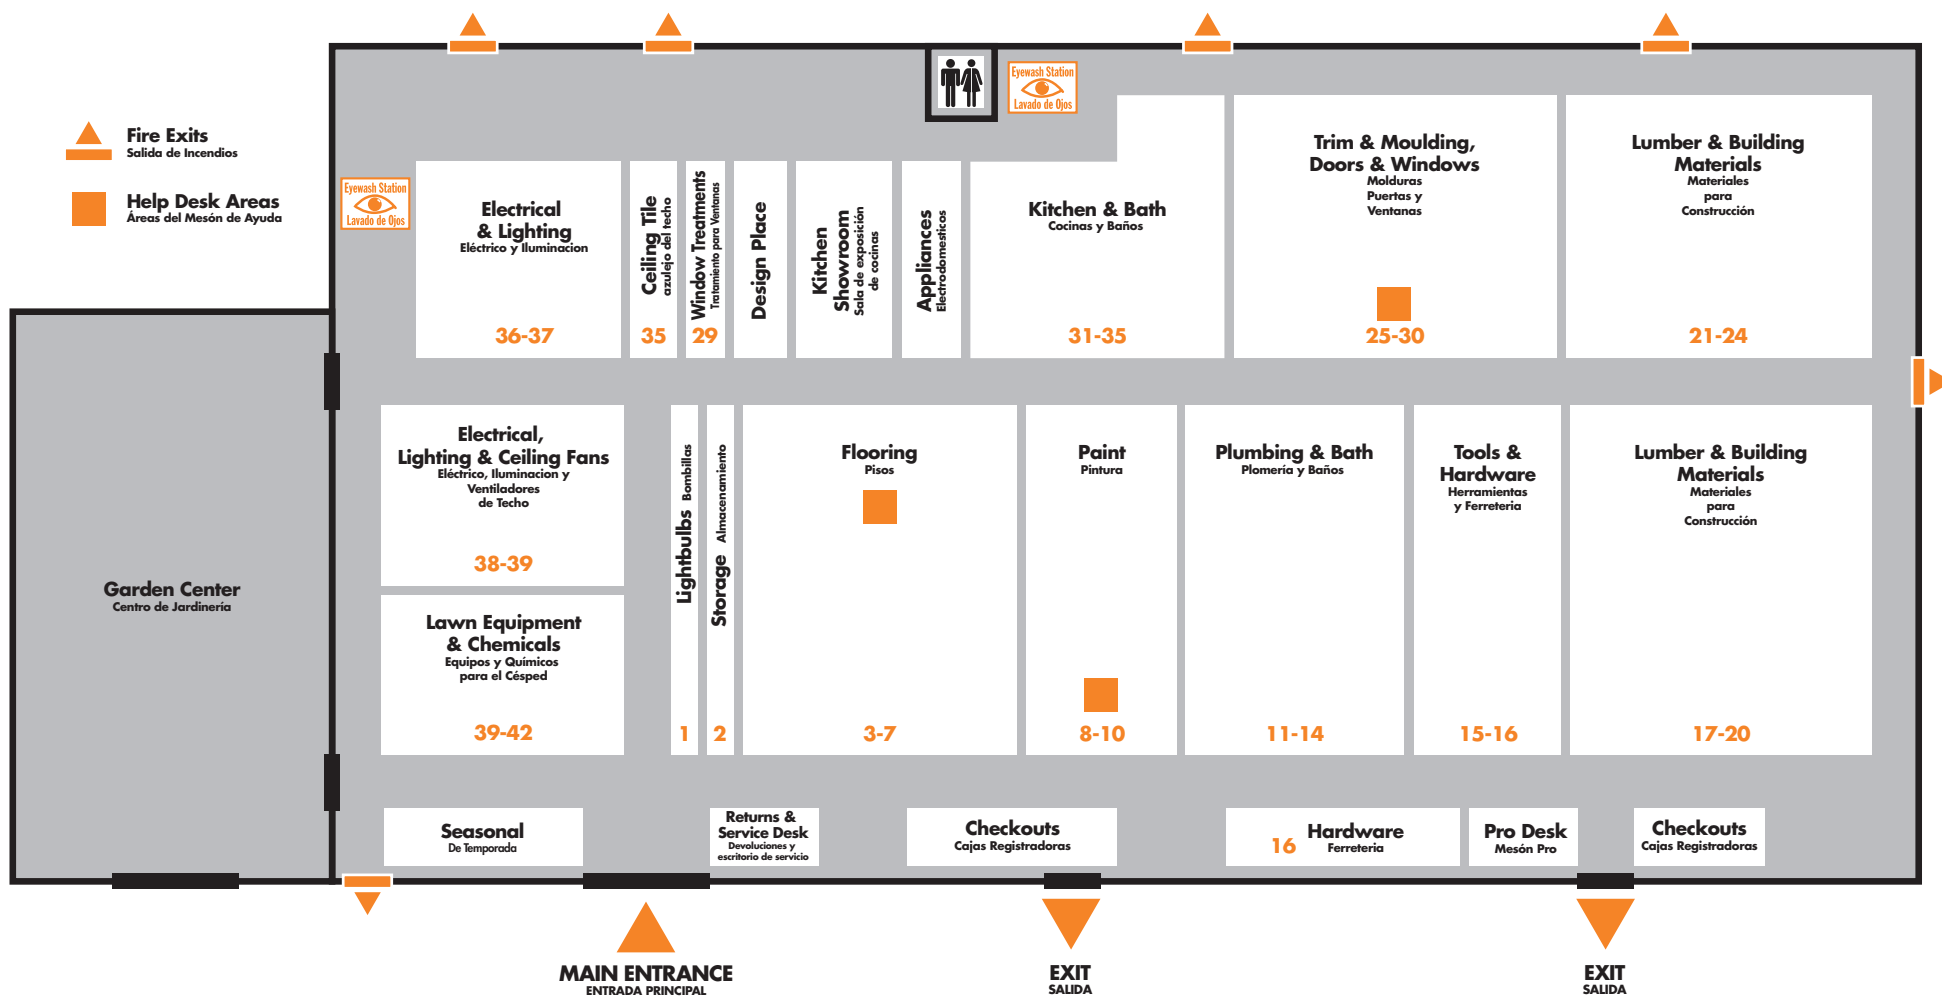 Fire Exits
Salida de Incendios
Help Desk Areas
Áreas del Mesón de Ayuda
Eyewash Station
Lavado de Ojos
Eyewash Station
Lavado de Ojos
Electrical
& Lighting
Eléctrico y Iluminacion
36-37
Ceiling Tile
azulejo del techo
35
Window Treatments
Tratamiento para Ventanas
29
Design Place
Kitchen
Showroom
Sala de exposición
de cocinas
Appliances
Electrodomesticos
Kitchen & Bath
Cocinas y Baños
31-35
Trim & Moulding,
Doors & Windows
Molduras
Puertas y
Ventanas
25-30
Lumber & Building
Materials
Materiales
para
Construcción
21-24
Garden Center
Centro de Jardinería
Electrical,
Lighting & Ceiling Fans
Eléctrico, Iluminacion y
Ventiladores
de Techo
38-39
Lawn Equipment
& Chemicals
Equipos y Químicos
para el Césped
39-42
Lightbulbs Bombillas
1
Storage Almacenamiento
2
Flooring
Pisos
3-7
Paint
Pintura
8-10
Plumbing & Bath
Plomería y Baños
11-14
Tools &
Hardware
Herramientas
y Ferreteria
15-16
Lumber & Building
Materials
Materiales
para
Construcción
17-20
Seasonal
De Temporada
Returns &
Service Desk
Devoluciones y
escritorio de servicio
Checkouts
Cajas Registradoras
16 Hardware
Ferreteria
Pro Desk
Mesón Pro
Checkouts
Cajas Registradoras
MAIN ENTRANCE
ENTRADA PRINCIPAL
EXIT
SALIDA
EXIT
SALIDA